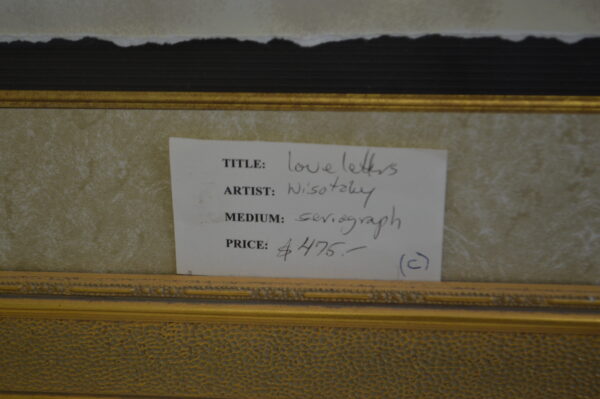 TITLE: love letters
ARTIST: Wisotzky
MEDIUM: seriograph
PRICE: $475.-
(C)